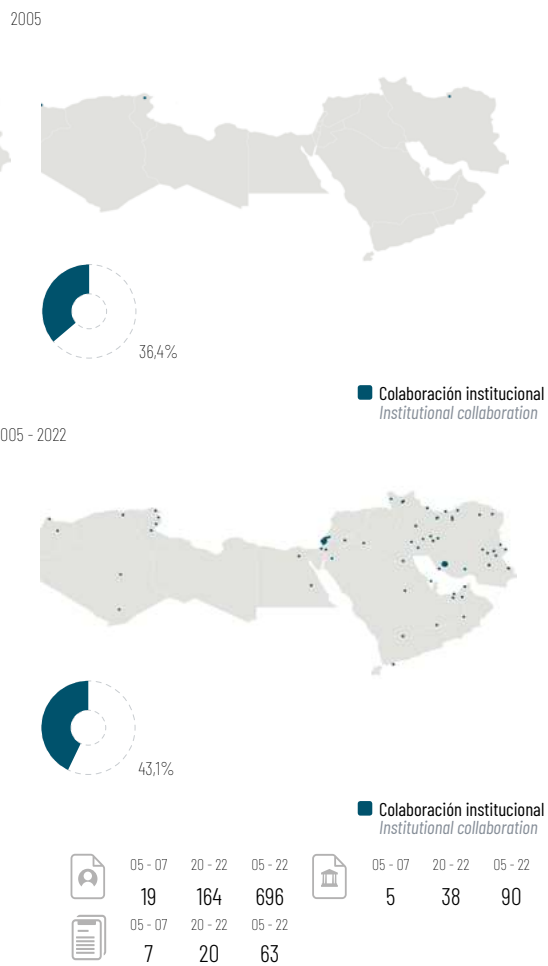 2005
36,4%
Colaboración institucional
Institutional collaboration
005 - 2022
43,1%
Colaboración institucional
Institutional collaboration
05 - 07 20 - 22 05 - 22 05 - 07 20 - 22 05 - 22
19 164 696 5 38 90
05 - 07 20 - 22 05 - 22
7 20 63